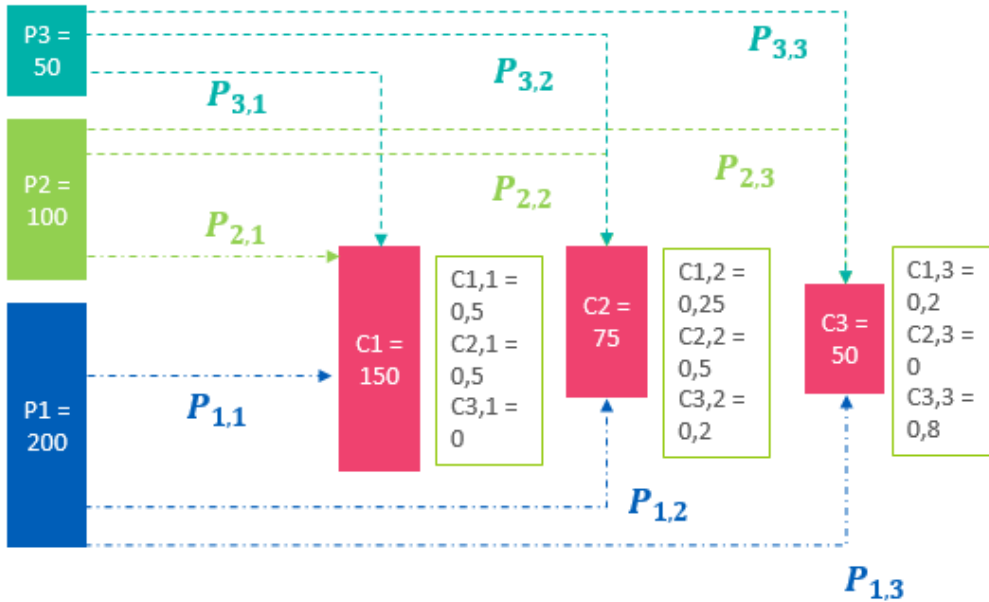 P3 =
50
P3,3
P3,2
P3,1
P2 =
100
P2,3
P2,2
P2,1
C1,1 =
0,5
C2,1 =
0,5
C3,1 =
0
C1,2 =
0,25
C2,2 =
0,5
C3,2 =
0,2
C1,3 =
0,2
C2,3 =
0
C3,3 =
0,8
C1 =
150
C2 =
75
C3 =
50
P1 =
200
P1,1
P1,2
P1,3